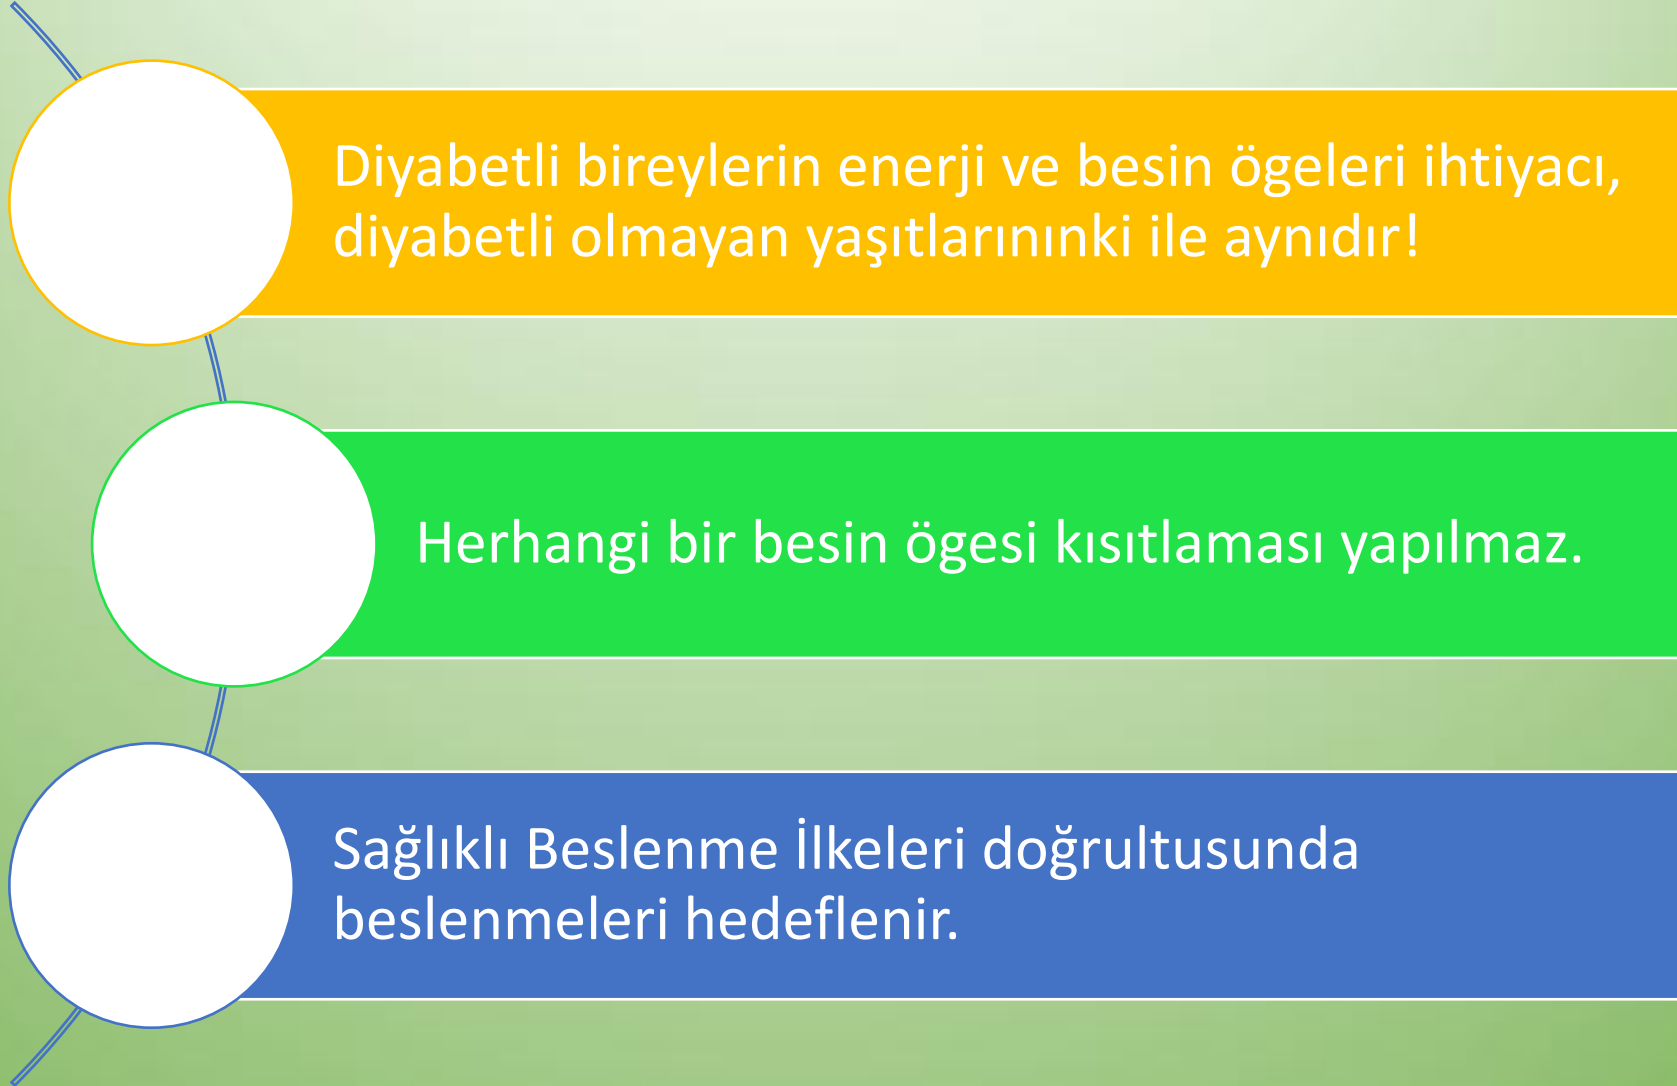 Diyabetli bireylerin enerji ve besin ögeleri ihtiyacı,
diyabetli olmayan yaşıtlarınınki ile aynıdır!
Herhangi bir besin ögesi kısıtlaması yapılmaz.
Sağlıklı Beslenme İlkeleri doğrultusunda
beslenmeleri hedeflenir.